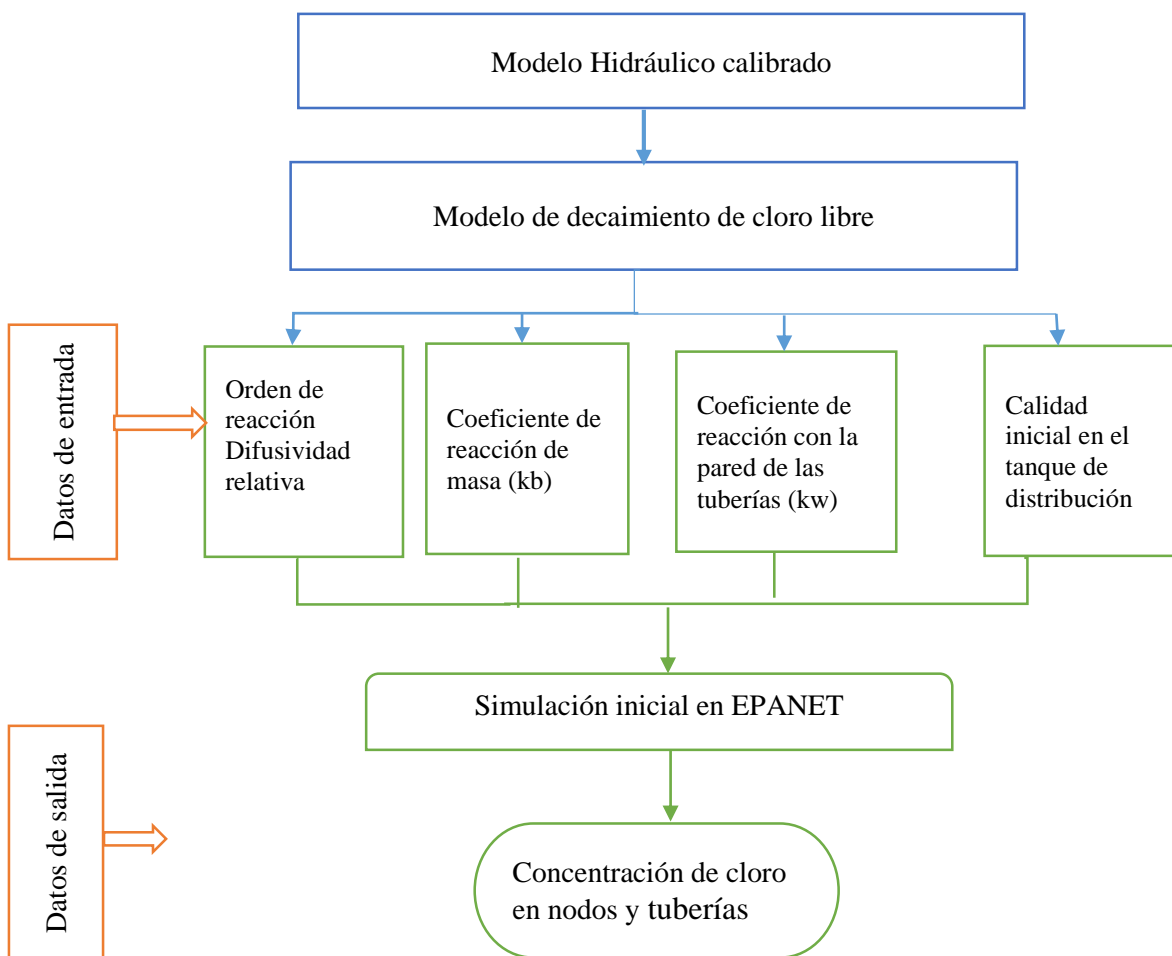 Modelo Hidráulico calibrado
Modelo de decaimiento de cloro libre
Datos de entrada
Orden de
reacción
Difusividad
relativa
Coeficiente de
reacción de
masa (kb)
Coeficiente de
reacción con la
pared de las
tuberías (kw)
Calidad
inicial en el
tanque de
distribución
Simulación inicial en EPANET
Datos de salida
Concentración de cloro
en nodos y tuberías